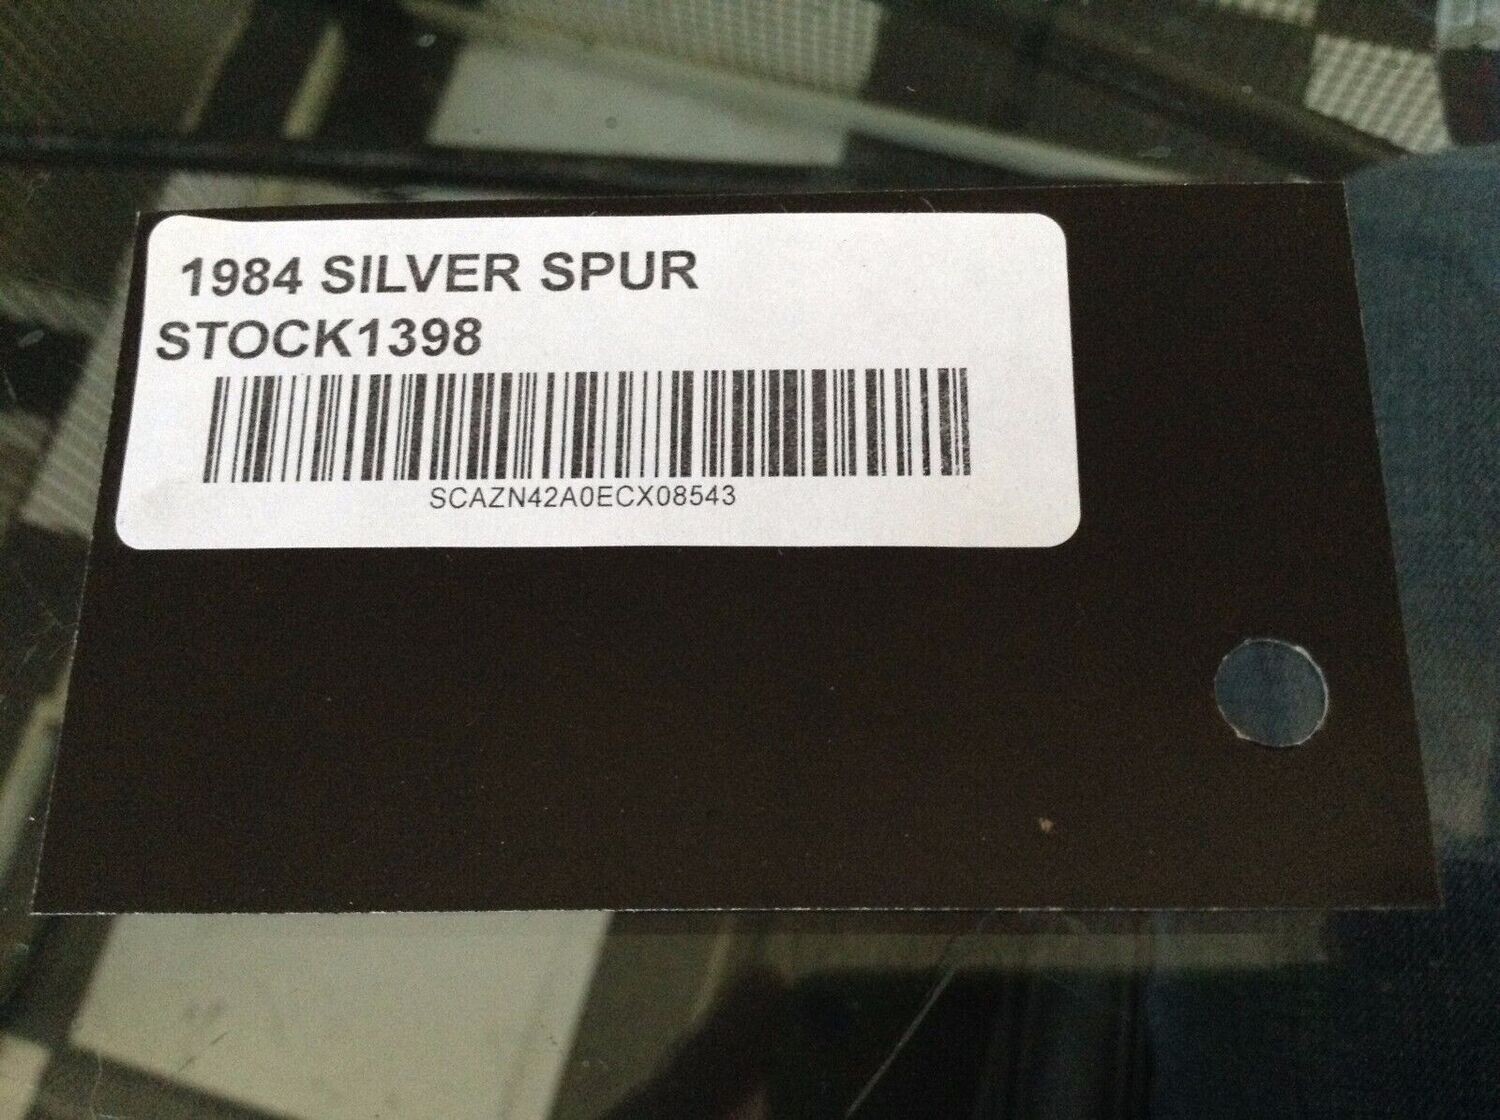 1984 SILVER SPUR
STOCK1398
SCAZN42A0ECX08543